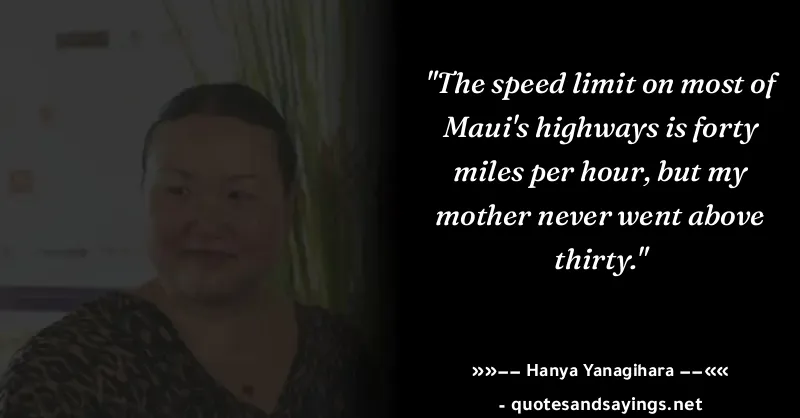 "The speed limit on most of
Maui's highways is forty
miles per hour, but my
mother never went above
thirty."
»»–– Hanya Yanagihara ––««
- quotesandsayings.net